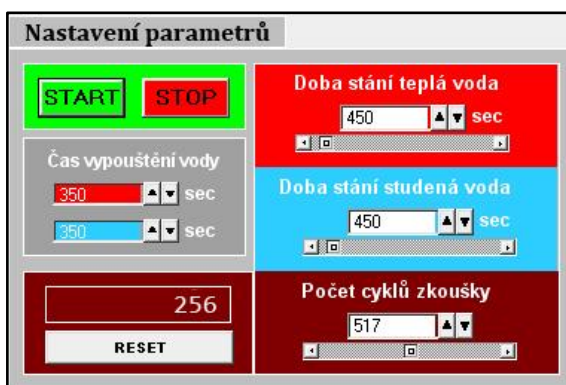 Nastavení parametrů
START STOP
Čas vypouštění vody
350 sec
350 sec
256
RESET
Doba stání teplá voda
450 sec
Doba stání studená voda
450 sec
Počet cyklů zkoušky
517